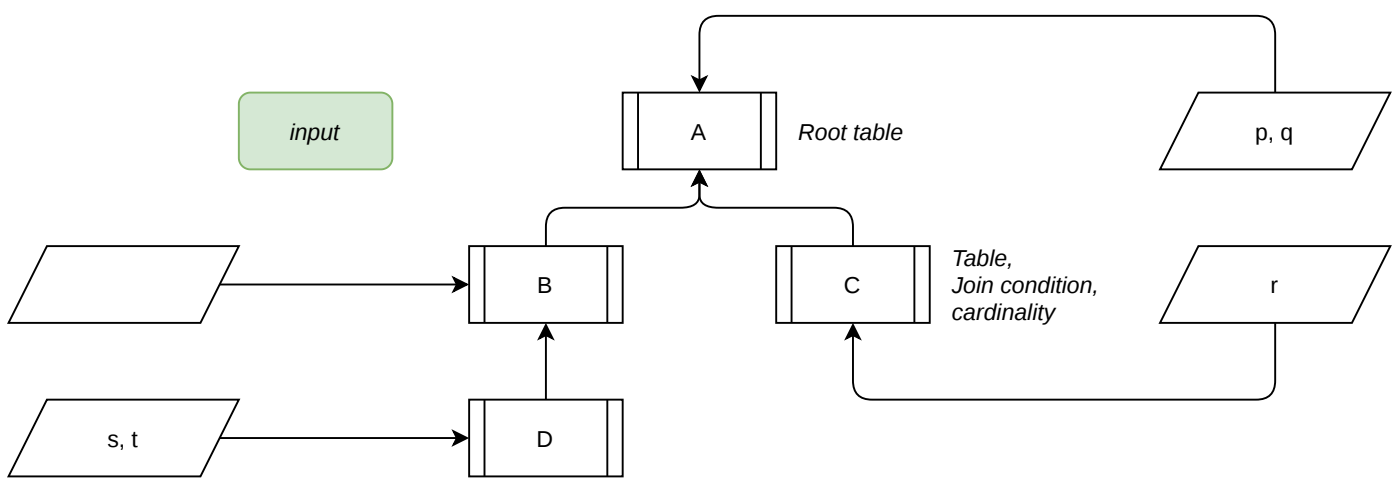 input
A
Root table
p, q
B
C
Table,
Join condition,
cardinality
r
s, t
D